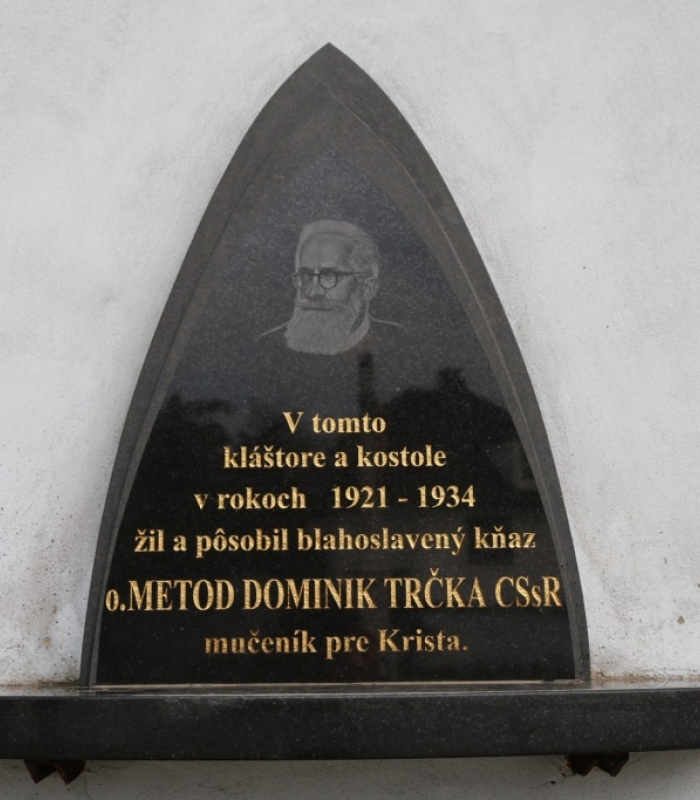 V tomto
kláštore a kostole
v rokoch 1921 - 1934
žil a pôsobil blahoslavený kňaz
o.METOD DOMINIK TRČKA CSsR
mučeník pre Krista.